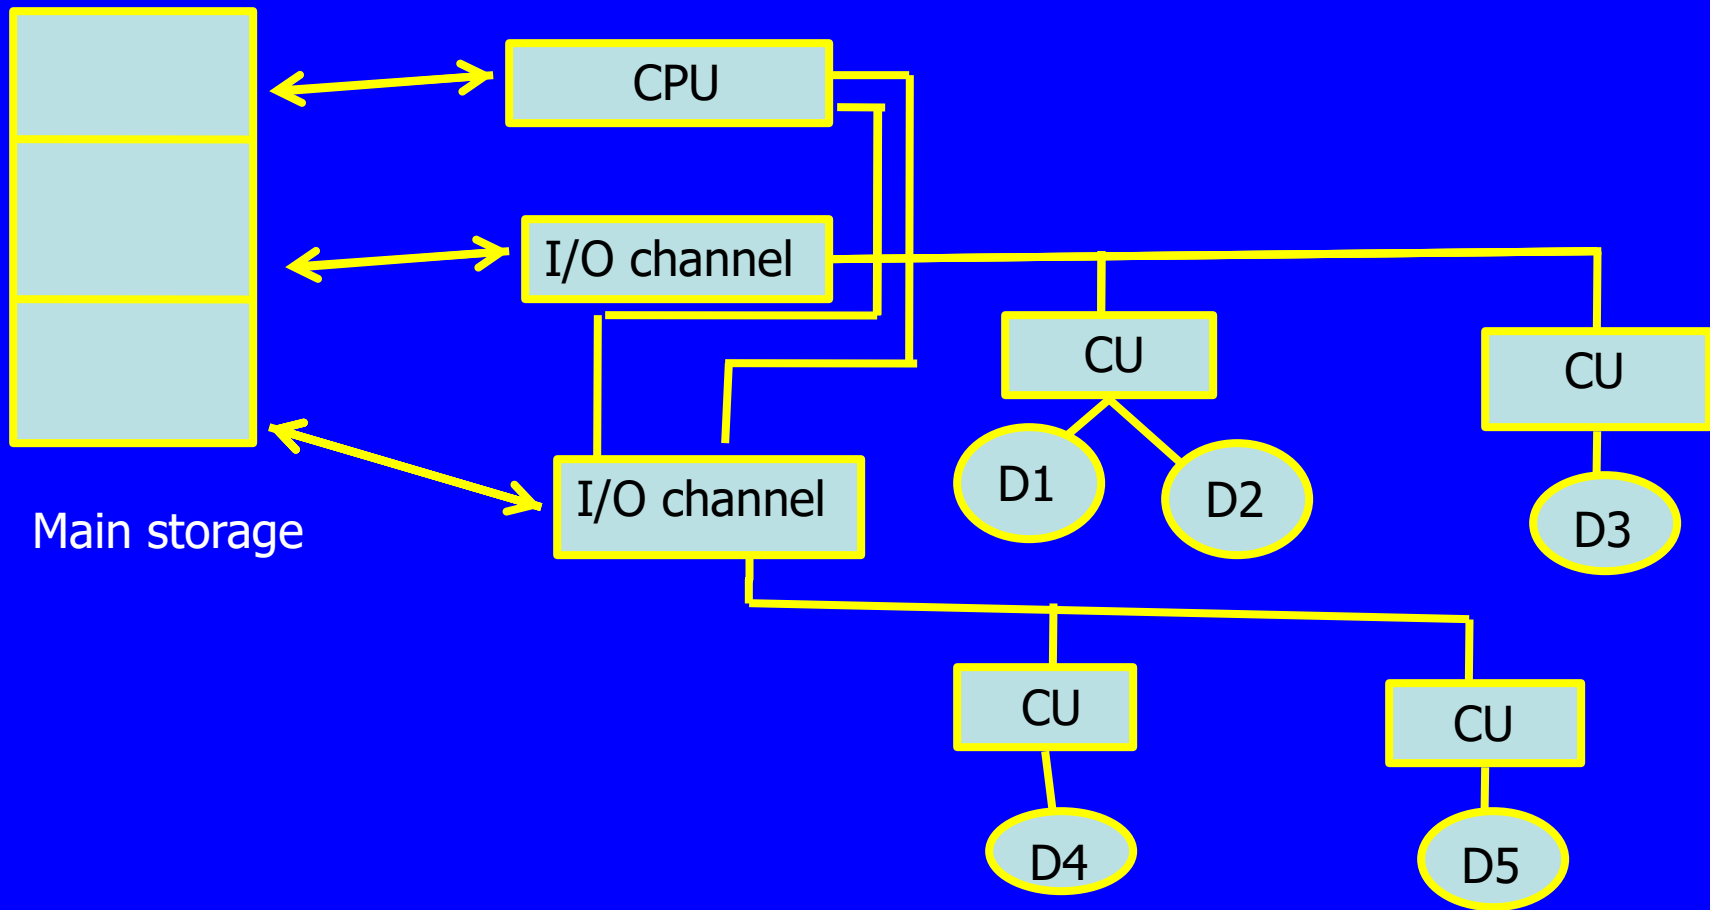 CPU
I/O channel
CU
CU
D1
D2
D3
I/O channel
Main storage
CU
CU
D4
D5